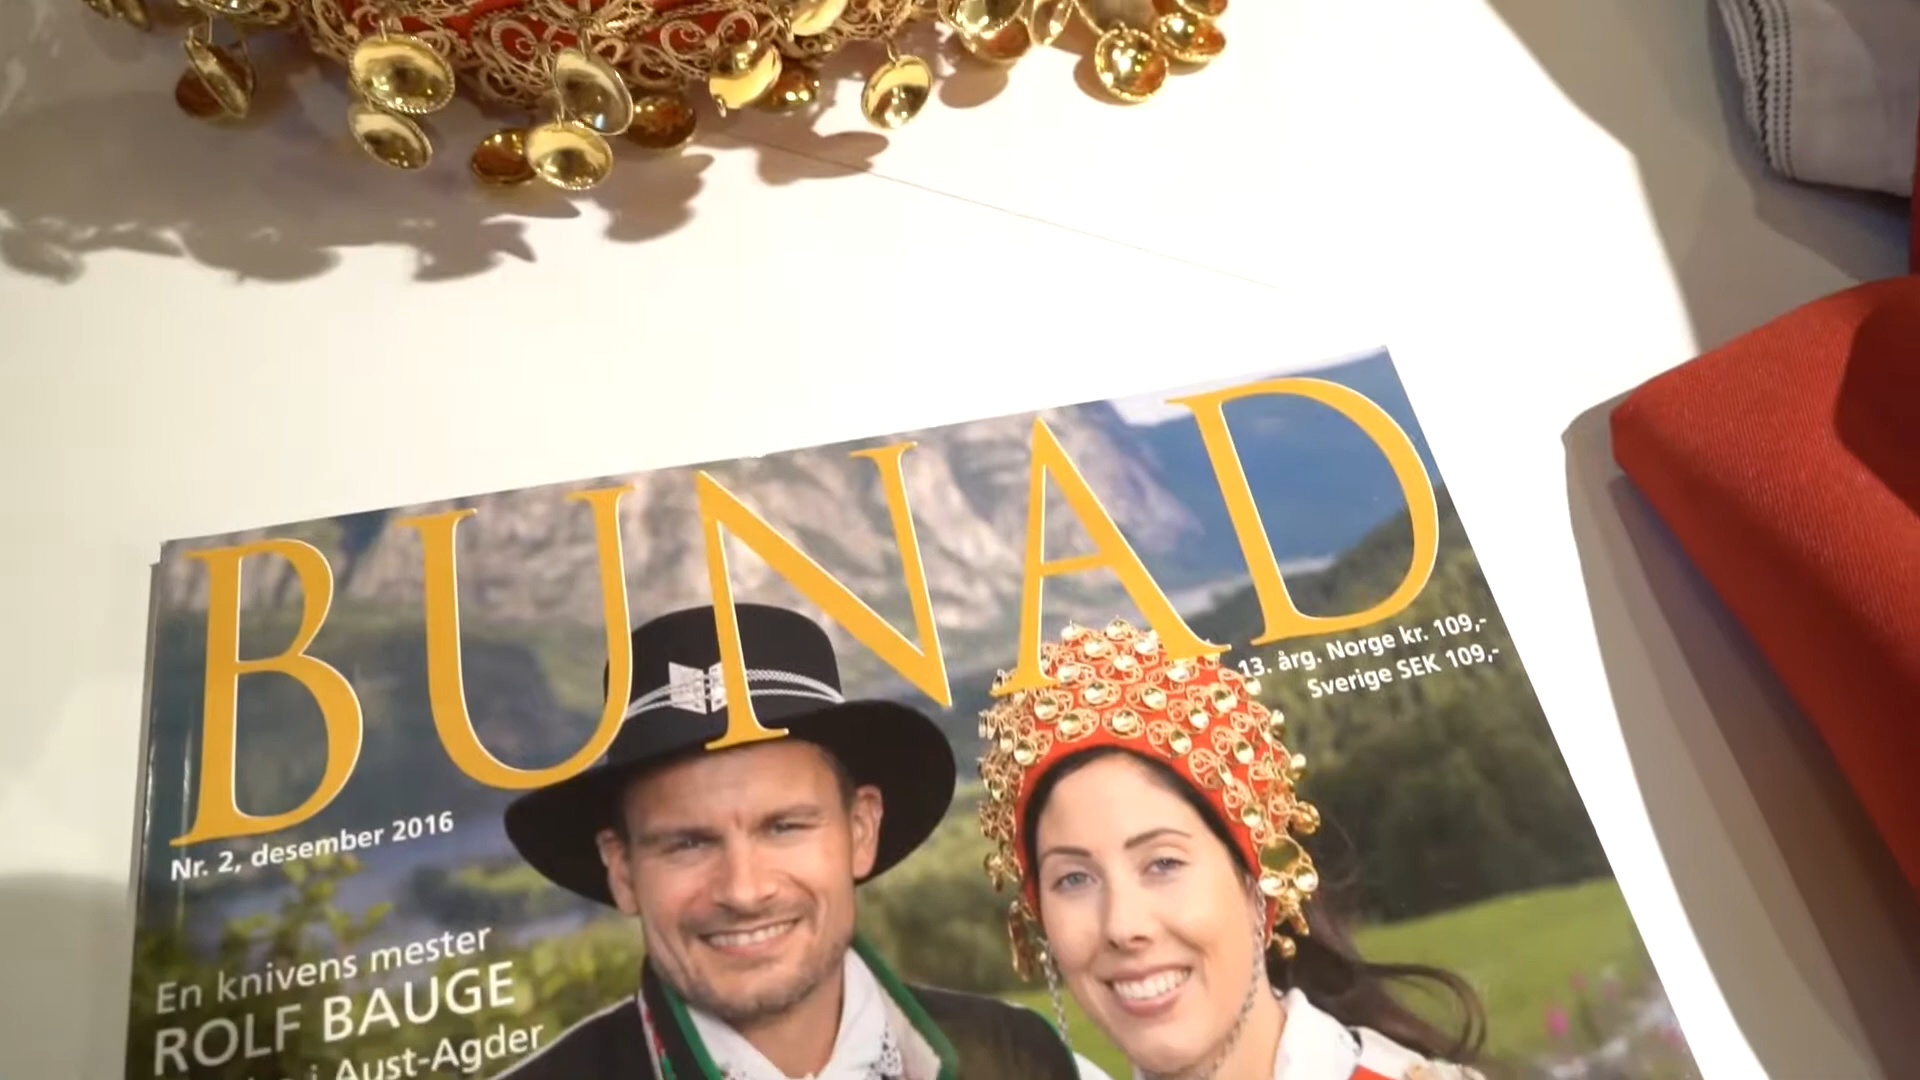 BUNAD
13. årg. Norge kr. 109,-
Sverige SEK 109,-
Nr. 2, desember 2016
En knivens mester
ROLF BAUGE
i Aust-Agder